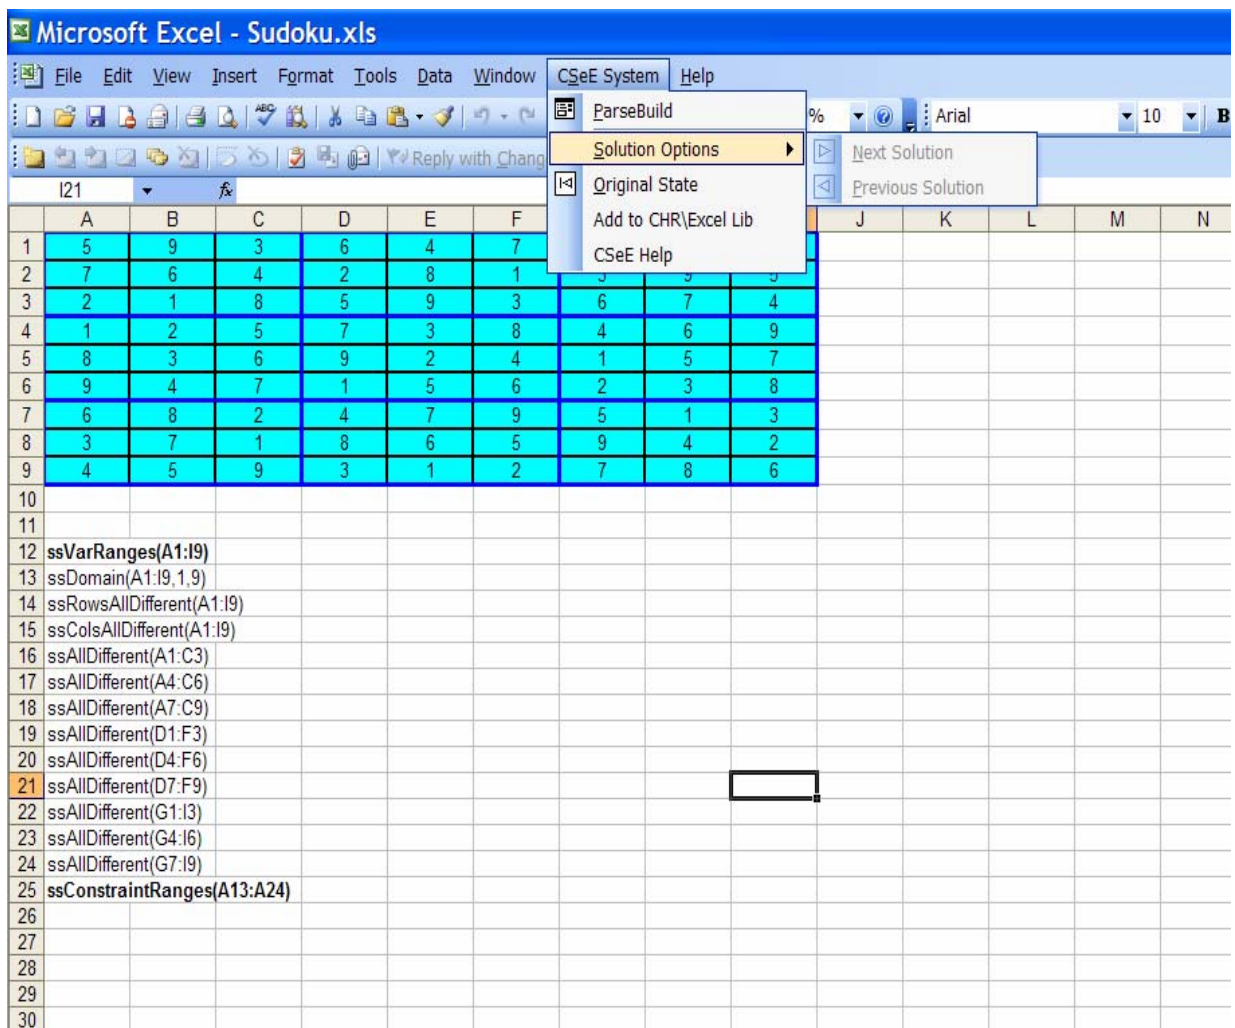 Microsoft Excel - Sudoku.xls
File Edit View Insert Format Tools Data Window CSeE System Help
ParseBuild
Solution Options
Next Solution
Previous Solution
Original State
Add to CHR\Excel Lib
CSeE Help
% Arial 10 B
Reply with Chang
I21 fx
A B C D E F J K L M N
1 5 9 3 6 4 7
2 7 6 4 2 8 1 3 9 5
3 2 1 8 5 9 3 6 7 4
4 1 2 5 7 3 8 4 6 9
5 8 3 6 9 2 4 1 5 7
6 9 4 7 1 5 6 2 3 8
7 6 8 2 4 7 9 5 1 3
8 3 7 1 8 6 5 9 4 2
9 4 5 9 3 1 2 7 8 6
10
11
12 ssVarRanges(A1:I9)
13 ssDomain(A1:I9,1,9)
14 ssRowsAllDifferent(A1:I9)
15 ssColsAllDifferent(A1:I9)
16 ssAllDifferent(A1:C3)
17 ssAllDifferent(A4:C6)
18 ssAllDifferent(A7:C9)
19 ssAllDifferent(D1:F3)
20 ssAllDifferent(D4:F6)
21 ssAllDifferent(D7:F9)
22 ssAllDifferent(G1:I3)
23 ssAllDifferent(G4:I6)
24 ssAllDifferent(G7:I9)
25 ssConstraintRanges(A13:A24)
26
27
28
29
30